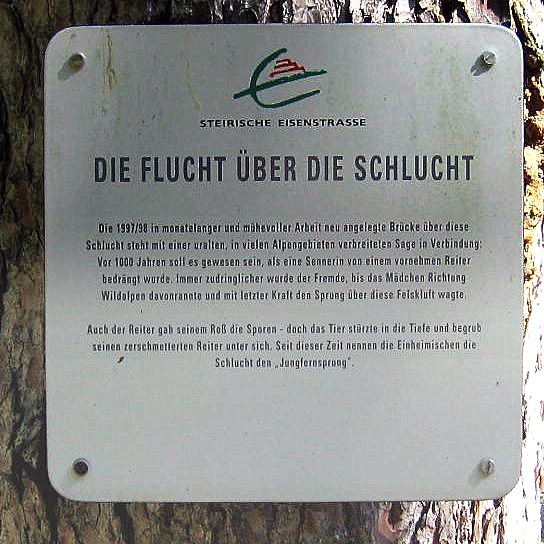 STEIRISCHE EISENSTRASSE
DIE FLUCHT ÜBER DIE SCHLUCHT
Die 1997/98 in monatelanger und mühevoller Arbeit neu angelegte Brücke über diese
Schlucht steht mit einer uralten, in vielen Alpengebieten verbreiteten Sage in Verbindung:
Vor 1000 Jahren soll es gewesen sein, als eine Sennerin von einem vornehmen Reiter
bedrängt wurde. Immer zudringlicher wurde der Fremde, bis das Mädchen Richtung
Wildalpen davonrannte und mit letzter Kraft den Sprung über diese Felskluft wagte.
Auch der Reiter gab seinem Roß die Sporen - doch das Tier stürzte in die Tiefe und begrub
seinen zerschmetterten Reiter unter sich. Seit dieser Zeit nennen die Einheimischen die
Schlucht den „Jungfernsprung".